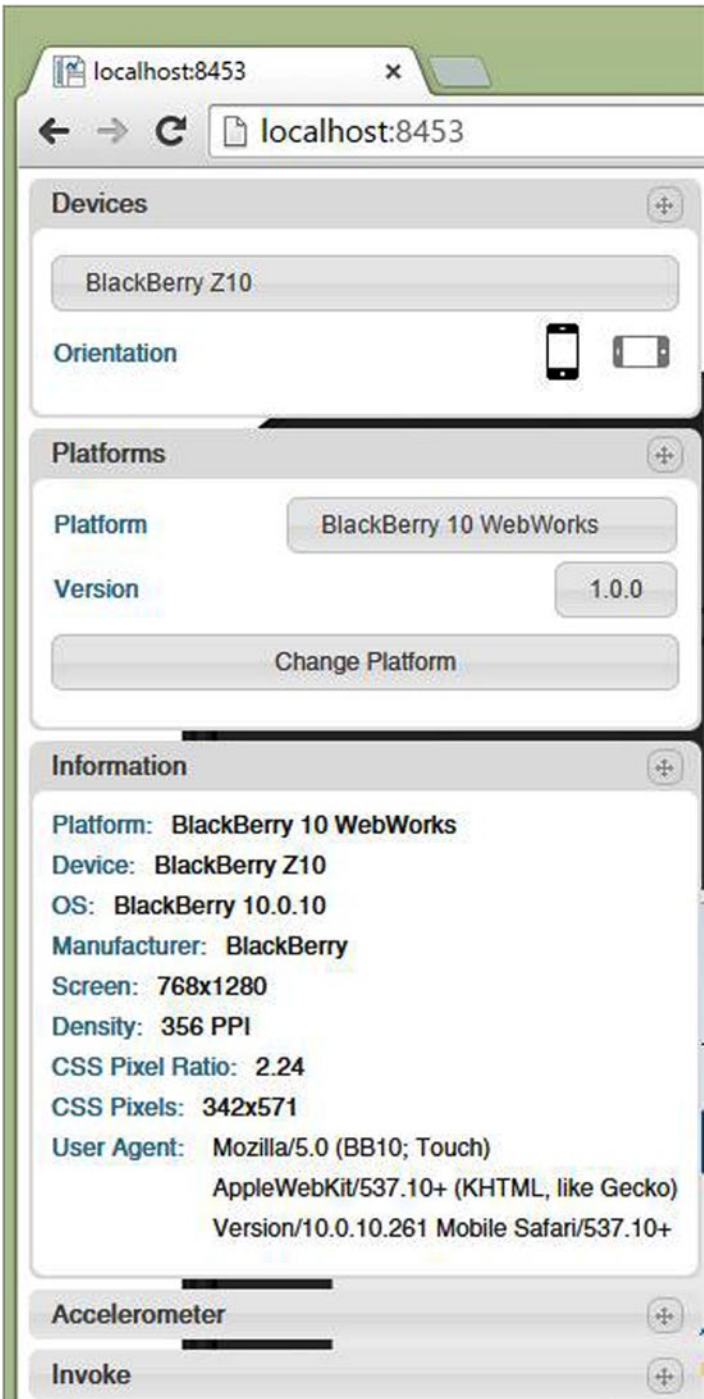 localhost:8453
localhost:8453
Devices
BlackBerry Z10
Orientation
Platforms
Platform BlackBerry 10 WebWorks
Version 1.0.0
Change Platform
Information
Platform: BlackBerry 10 WebWorks
Device: BlackBerry Z10
OS: BlackBerry 10.0.10
Manufacturer: BlackBerry
Screen: 768x1280
Density: 356 PPI
CSS Pixel Ratio: 2.24
CSS Pixels: 342x571
User Agent: Mozilla/5.0 (BB10; Touch)
AppleWebKit/537.10+ (KHTML, like Gecko)
Version/10.0.10.261 Mobile Safari/537.10+
Accelerometer
Invoke